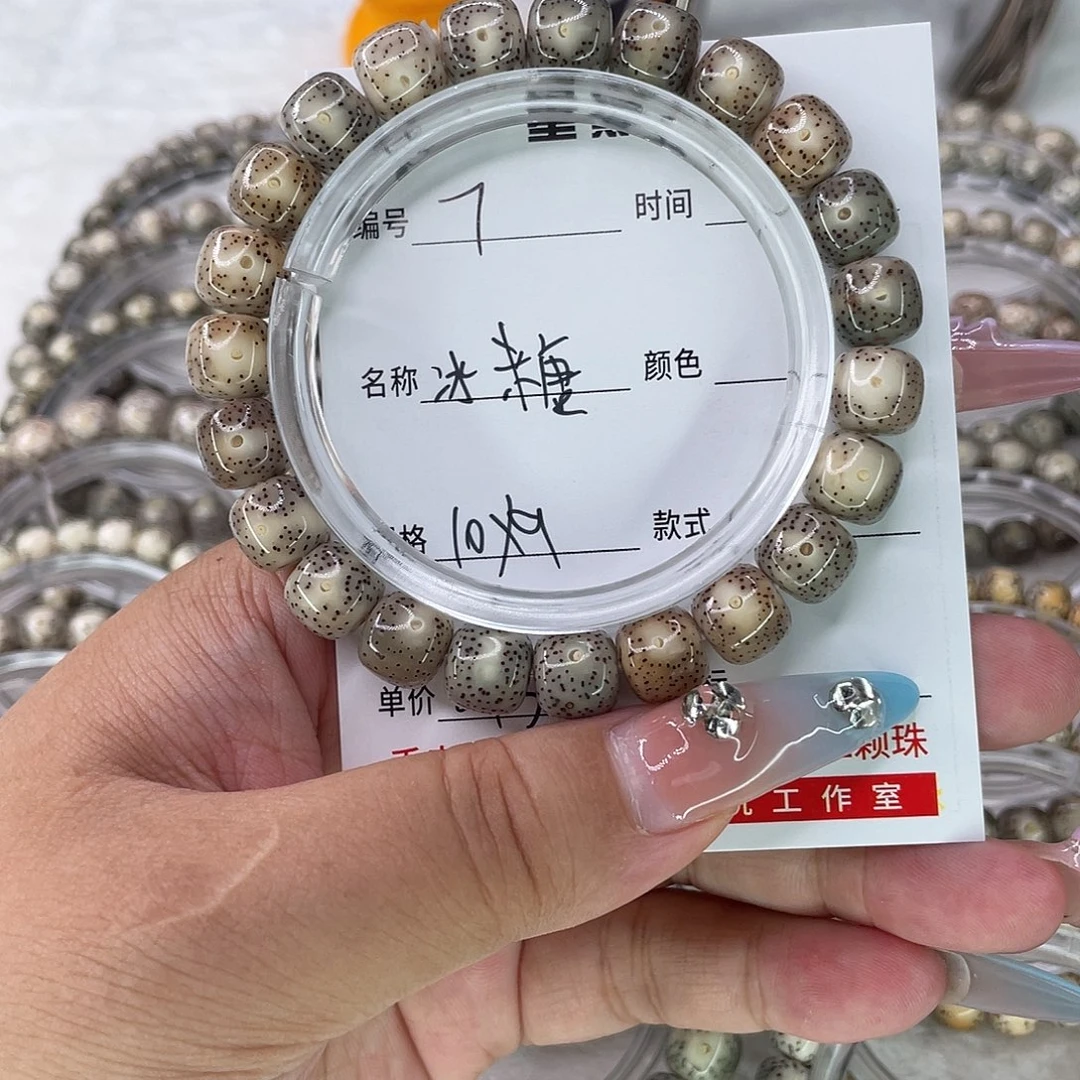 编号 7 时间
名称 冰糖 颜色
格 10X9 款式
单价
颖珠
工作室